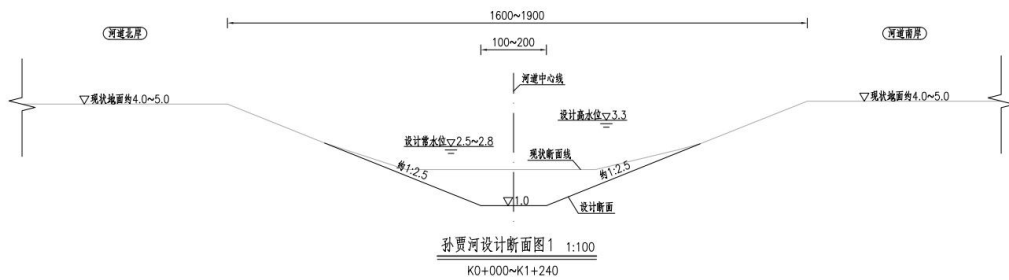 1600~1900
河道北岸
河道南岸
100~200
河道中心线
▽现状地面约4.0~5.0
▽现状地面约4.0~5.0
设计高水位▽3.3
设计常水位▽2.5~2.8
现状断面线
约1:2.5
约1:2.5
▽1.0
设计断面
孙贾河设计断面图1 1:100
K0+000~K1+240